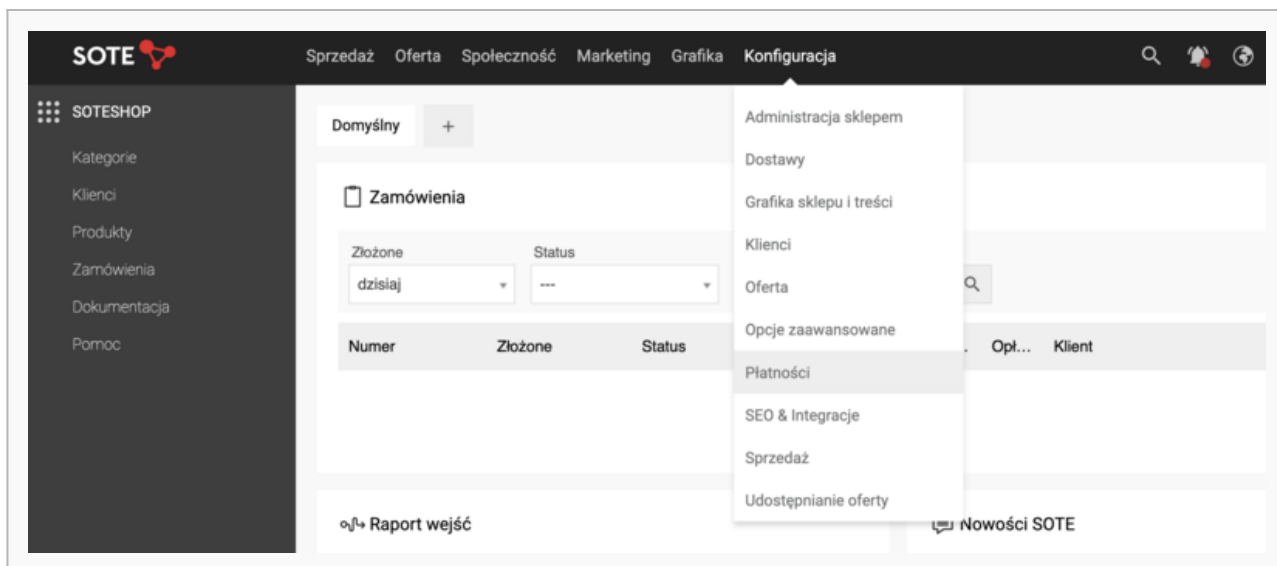 SOTE
Sprzedaż Oferta Społeczność Marketing Grafika Konfiguracja
SOTESHOP
Kategorie
Klienci
Produkty
Zamówienia
Dokumentacja
Pomoc
Domyślny +
Zamówienia
Złożone Status
dzisiaj ---
Numer Złożone Status . Opł... Klient
Administracja sklepem
Dostawy
Grafika sklepu i treści
Klienci
Oferta
Opcje zaawansowane
Płatności
SEO & Integracje
Sprzedaż
Udostępnianie oferty
Raport wejść
Nowości SOTE